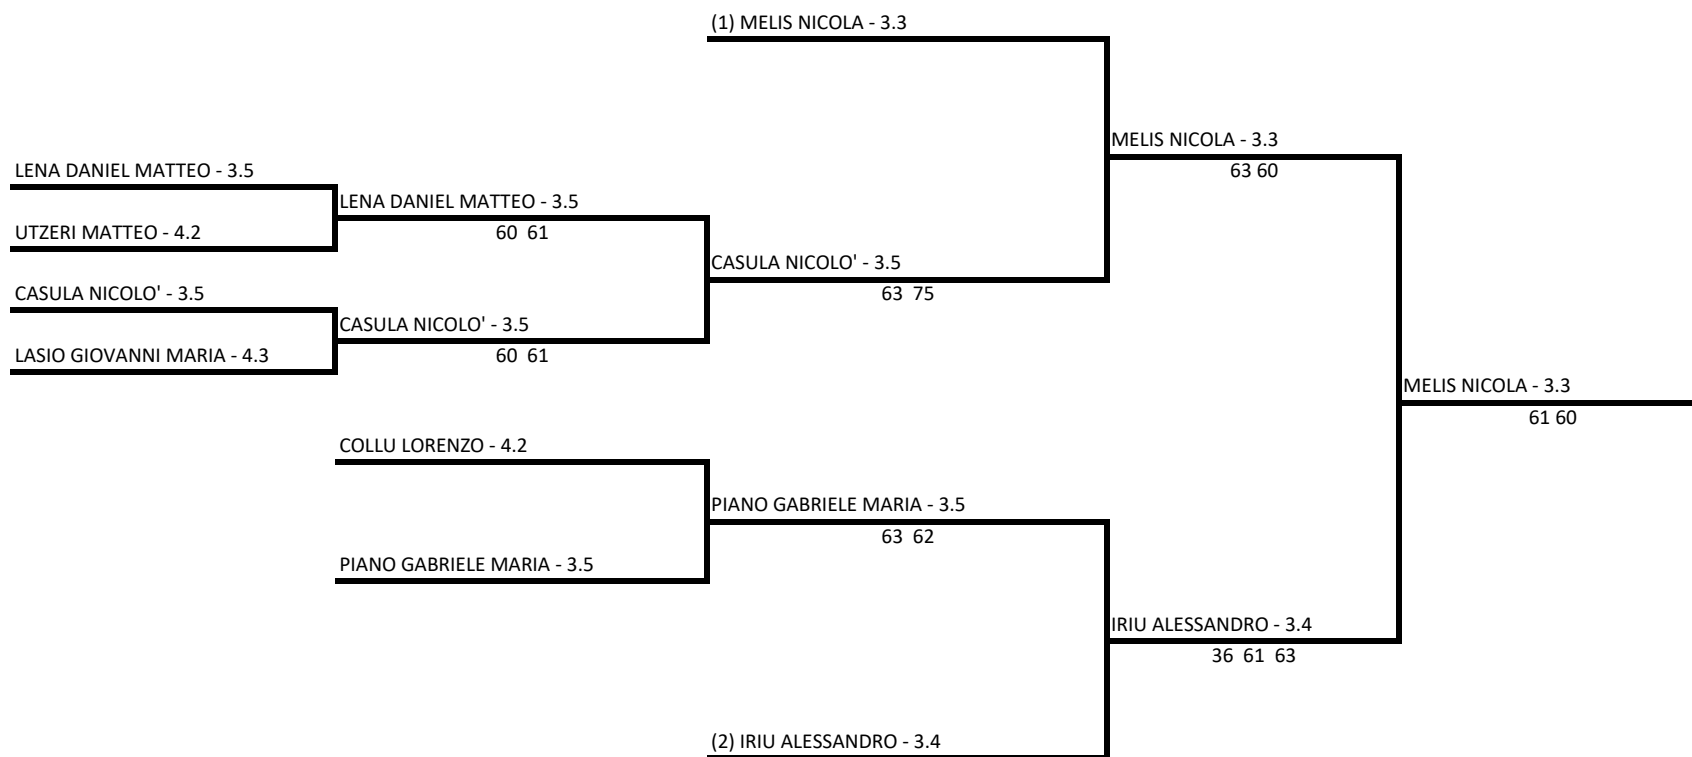 (1) MELIS NICOLA - 3.3
MELIS NICOLA - 3.3
63 60
LENA DANIEL MATTEO - 3.5
LENA DANIEL MATTEO - 3.5
60 61
UTZERI MATTEO - 4.2
CASULA NICOLO' - 3.5
63 75
CASULA NICOLO' - 3.5
CASULA NICOLO' - 3.5
60 61
LASIO GIOVANNI MARIA - 4.3
MELIS NICOLA - 3.3
61 60
COLLU LORENZO - 4.2
PIANO GABRIELE MARIA - 3.5
63 62
PIANO GABRIELE MARIA - 3.5
IRIU ALESSANDRO - 3.4
36 61 63
(2) IRIU ALESSANDRO - 3.4